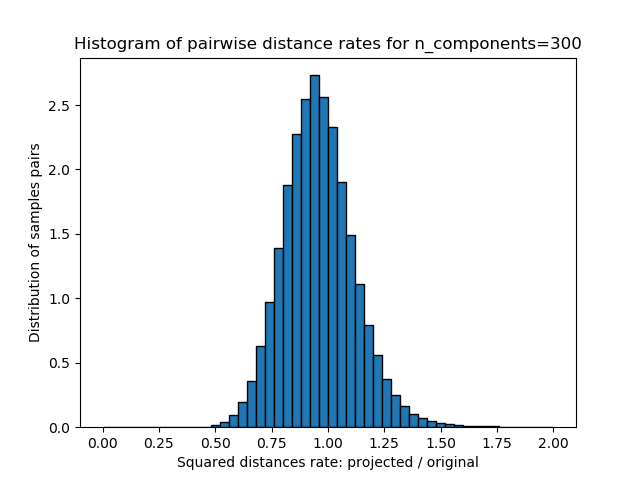 Histogram of pairwise distance rates for n_components=300
Distribution of samples pairs
2.5
2.0
1.5
1.0
0.5
0.0
0.00 0.25 0.50 0.75 1.00 1.25 1.50 1.75 2.00
Squared distances rate: projected / original